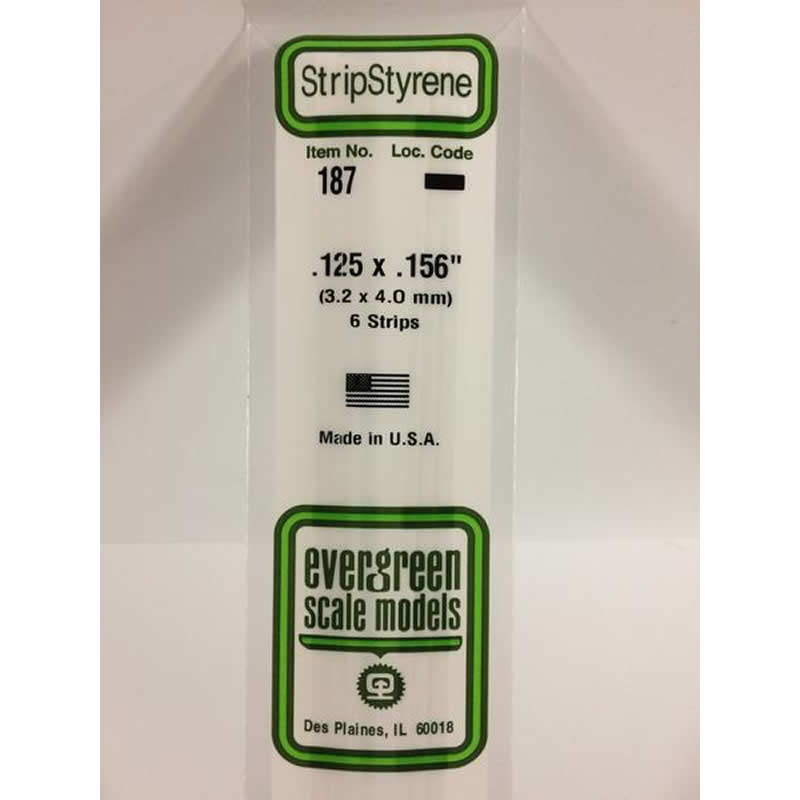 StripStyrene
Item No. Loc. Code
187
.125 x .156"
(3.2 x 4.0 mm)
6 Strips
Made in U.S.A.
evergreen
scale models
Des Plaines, IL 60018